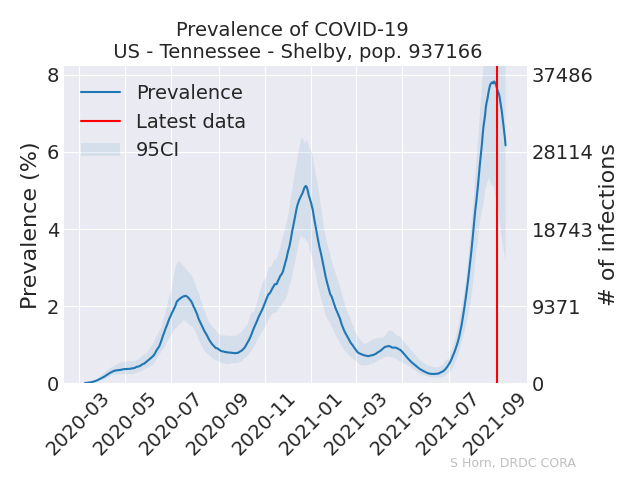 Prevalence of COVID-19
US - Tennessee - Shelby, pop. 937166
Prevalence
Latest data
95CI
Prevalence (%)
8
6
4
2
0
# of infections
37486
28114
18743
9371
0
2020-03
2020-05
2020-07
2020-09
2020-11
2021-01
2021-03
2021-05
2021-07
2021-09
S Horn, DRDC CORA